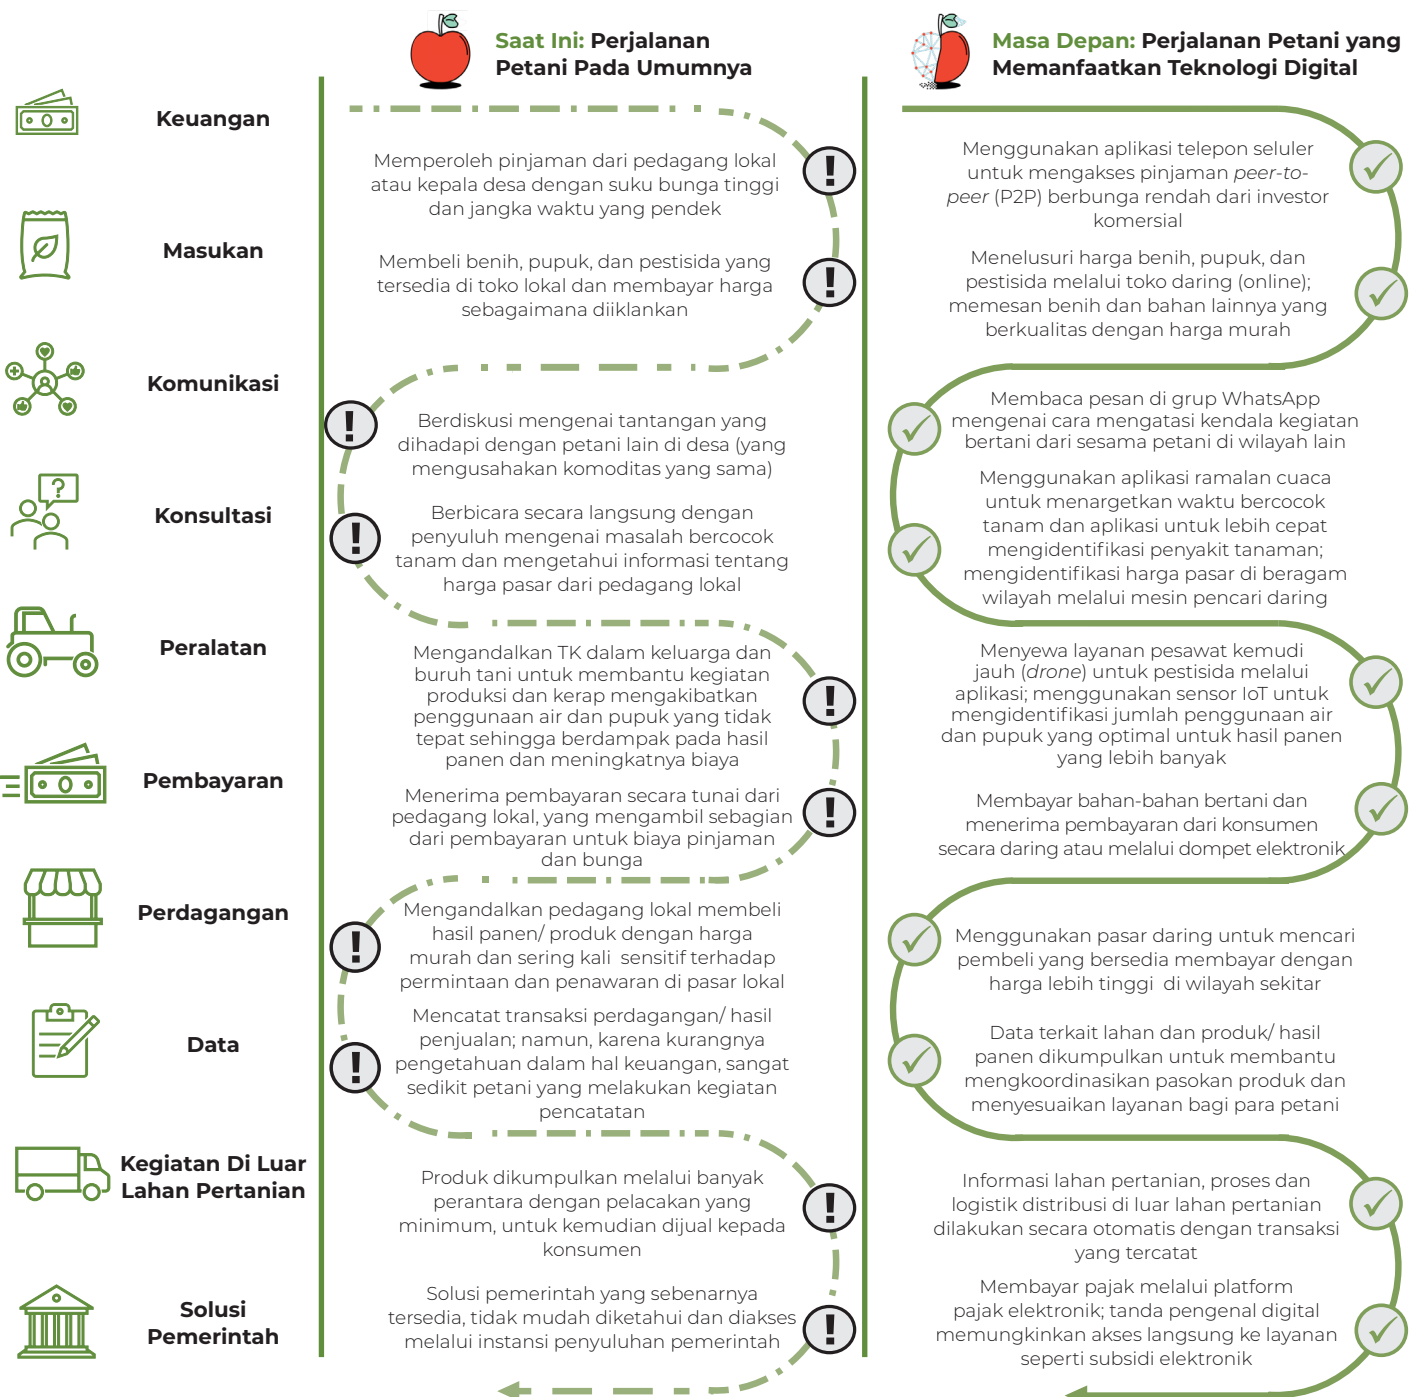 Saat Ini: Perjalanan
Petani Pada Umumnya
Masa Depan: Perjalanan Petani yang
Memanfaatkan Teknologi Digital
Keuangan
Memperoleh pinjaman dari pedagang lokal
atau kepala desa dengan suku bunga tinggi
dan jangka waktu yang pendek
Menggunakan aplikasi telepon seluler
untuk mengakses pinjaman peer-to-
peer (P2P) berbunga rendah dari investor
komersial
Masukan
Membeli benih, pupuk, dan pestisida yang
tersedia di toko lokal dan membayar harga
sebagaimana diiklankan
Menelusuri harga benih, pupuk, dan
pestisida melalui toko daring (online);
memesan benih dan bahan lainnya yang
berkualitas dengan harga murah
Komunikasi
Berdiskusi mengenai tantangan yang
dihadapi dengan petani lain di desa (yang
mengusahakan komoditas yang sama)
Membaca pesan di grup WhatsApp
mengenai cara mengatasi kendala kegiatan
bertani dari sesama petani di wilayah lain
Konsultasi
Berbicara secara langsung dengan
penyuluh mengenai masalah bercocok
tanam dan mengetahui informasi tentang
harga pasar dari pedagang lokal
Menggunakan aplikasi ramalan cuaca
untuk menargetkan waktu bercocok
tanam dan aplikasi untuk lebih cepat
mengidentifikasi penyakit tanaman;
mengidentifikasi harga pasar di beragam
wilayah melalui mesin pencari daring
Peralatan
Mengandalkan TK dalam keluarga dan
buruh tani untuk membantu kegiatan
produksi dan kerap mengakibatkan
penggunaan air dan pupuk yang tidak
tepat sehingga berdampak pada hasil
panen dan meningkatnya biaya
Menyewa layanan pesawat kemudi
jauh (drone) untuk pestisida melalui
aplikasi; menggunakan sensor IoT untuk
mengidentifikasi jumlah penggunaan air
dan pupuk yang optimal untuk hasil panen
yang lebih banyak
Pembayaran
Menerima pembayaran secara tunai dari
pedagang lokal, yang mengambil sebagian
dari pembayaran untuk biaya pinjaman
dan bunga
Membayar bahan-bahan bertani dan
menerima pembayaran dari konsumen
secara daring atau melalui dompet elektronik
Perdagangan
Mengandalkan pedagang lokal membeli
hasil panen/ produk dengan harga
murah dan sering kali sensitif terhadap
permintaan dan penawaran di pasar lokal
Menggunakan pasar daring untuk mencari
pembeli yang bersedia membayar dengan
harga lebih tinggi di wilayah sekitar
Data
Mencatat transaksi perdagangan/ hasil
penjualan; namun, karena kurangnya
pengetahuan dalam hal keuangan, sangat
sedikit petani yang melakukan kegiatan
pencatatan
Data terkait lahan dan produk/ hasil
panen dikumpulkan untuk membantu
mengkoordinasikan pasokan produk dan
menyesuaikan layanan bagi para petani
Kegiatan Di Luar
Lahan Pertanian
Produk dikumpulkan melalui banyak
perantara dengan pelacakan yang
minimum, untuk kemudian dijual kepada
konsumen
Informasi lahan pertanian, proses dan
logistik distribusi di luar lahan pertanian
dilakukan secara otomatis dengan transaksi
yang tercatat
Solusi
Pemerintah
Solusi pemerintah yang sebenarnya
tersedia, tidak mudah diketahui dan diakses
melalui instansi penyuluhan pemerintah
Membayar pajak melalui platform
pajak elektronik; tanda pengenal digital
memungkinkan akses langsung ke layanan
seperti subsidi elektronik